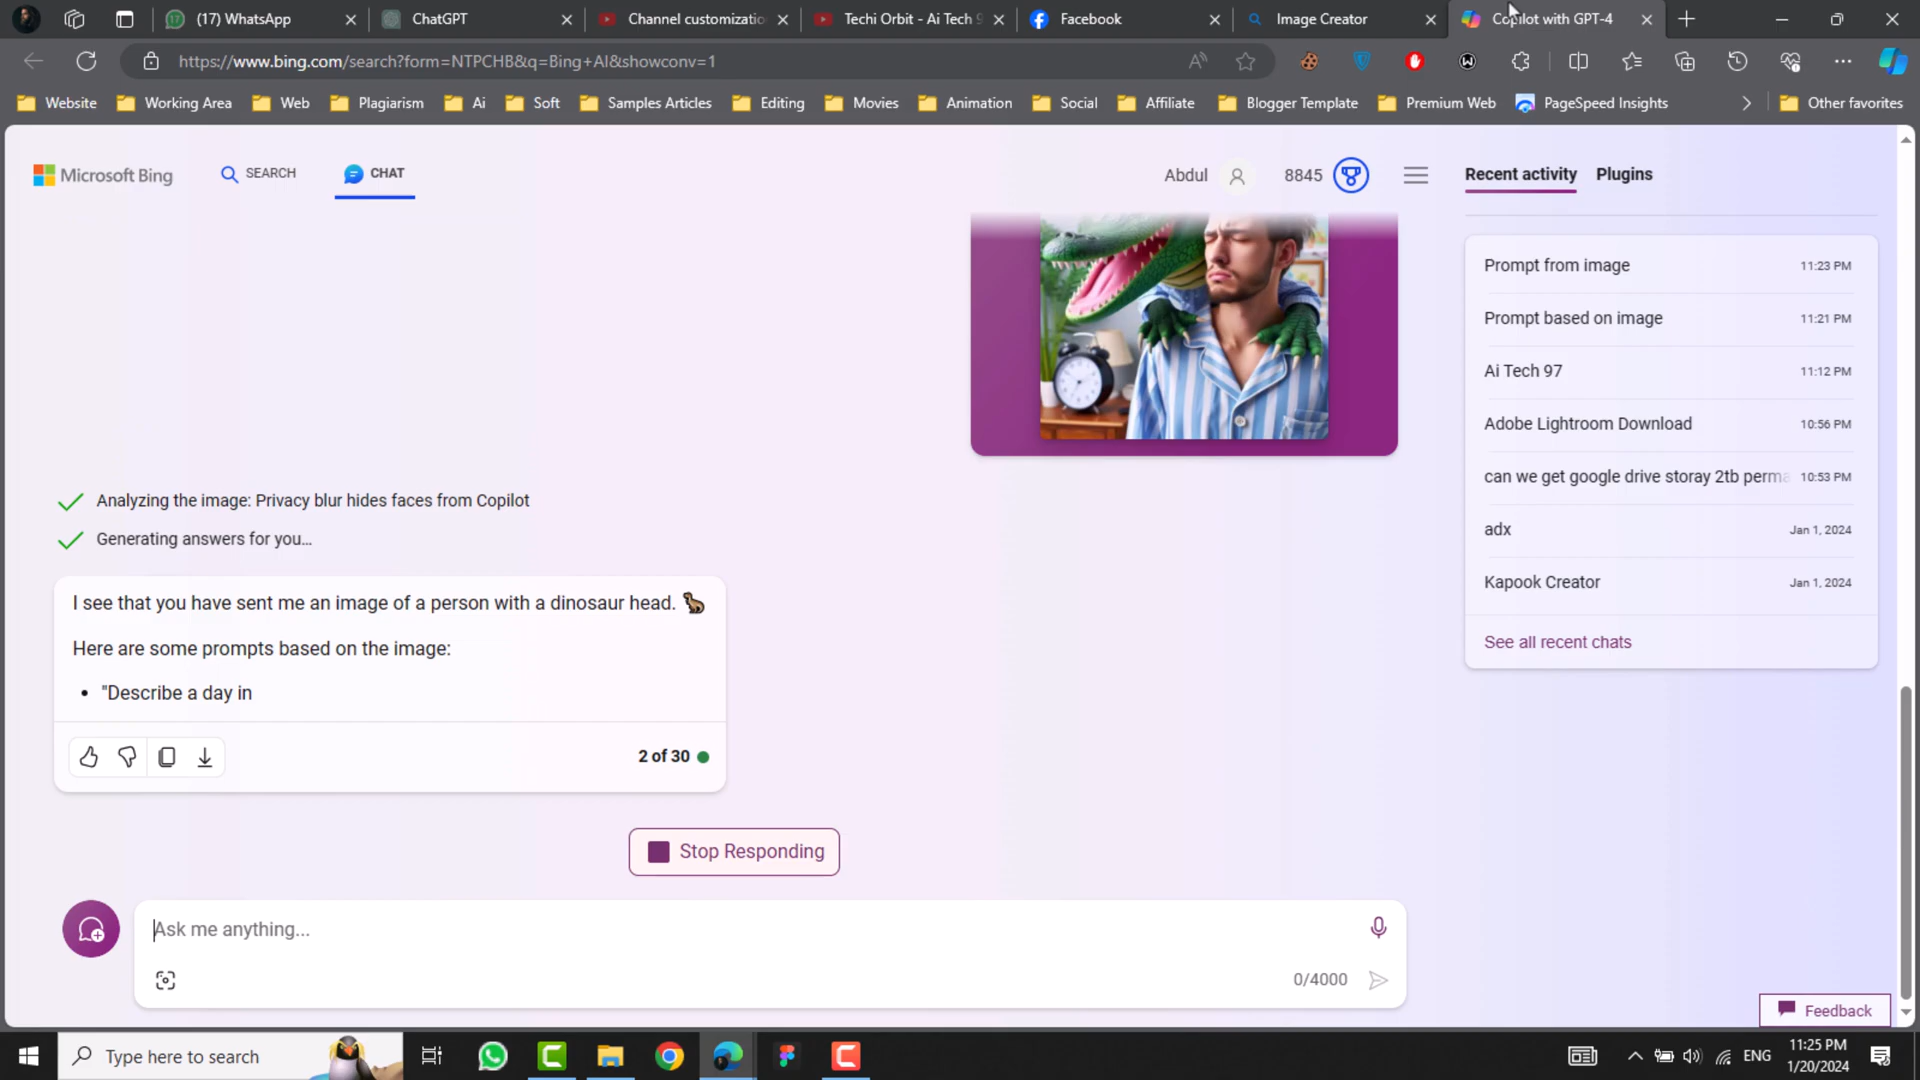 (17) WhatsApp
ChatGPT
Channel customizatio
Techi Orbit - Ai Tech 9
Facebook
Image Creator
Copilot with GPT-4
https://www.bing.com/search?form=NTPCHB&q=Bing+AI&showconv=1
Website
Working Area
Web
Plagiarism
Ai
Soft
Samples Articles
Editing
Movies
Animation
Social
Affiliate
Blogger Template
Premium Web
PageSpeed Insights
Other favorites
Microsoft Bing
SEARCH
CHAT
Abdul
8845
Recent activity
Plugins
Prompt from image 11:23 PM
Prompt based on image 11:21 PM
Ai Tech 97 11:12 PM
Adobe Lightroom Download 10:56 PM
can we get google drive storay 2tb perma 10:53 PM
adx Jan 1, 2024
Kapook Creator Jan 1, 2024
See all recent chats
Analyzing the image: Privacy blur hides faces from Copilot
Generating answers for you...
I see that you have sent me an image of a person with a dinosaur head. 🦖
Here are some prompts based on the image:
• "Describe a day in
2 of 30
Stop Responding
Ask me anything...
0/4000
Feedback
Type here to search
ENG
11:25 PM
1/20/2024